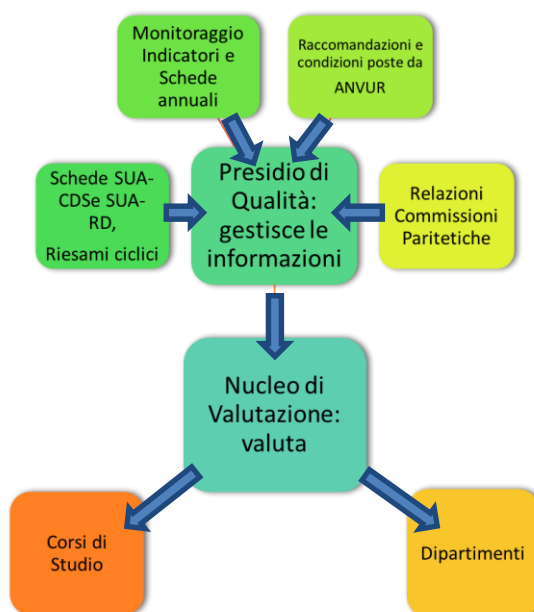 Monitoraggio
Indicatori e
Schede
annuali
Raccomandazioni e
condizioni poste da
ANVUR
Schede SUA-
CDSe SUA-
RD,
Riesami ciclici
Presidio di
Qualità:
gestisce le
informazioni
Relazioni
Commissioni
Paritetiche
Nucleo di
Valutazione:
valuta
Corsi di
Studio
Dipartimenti